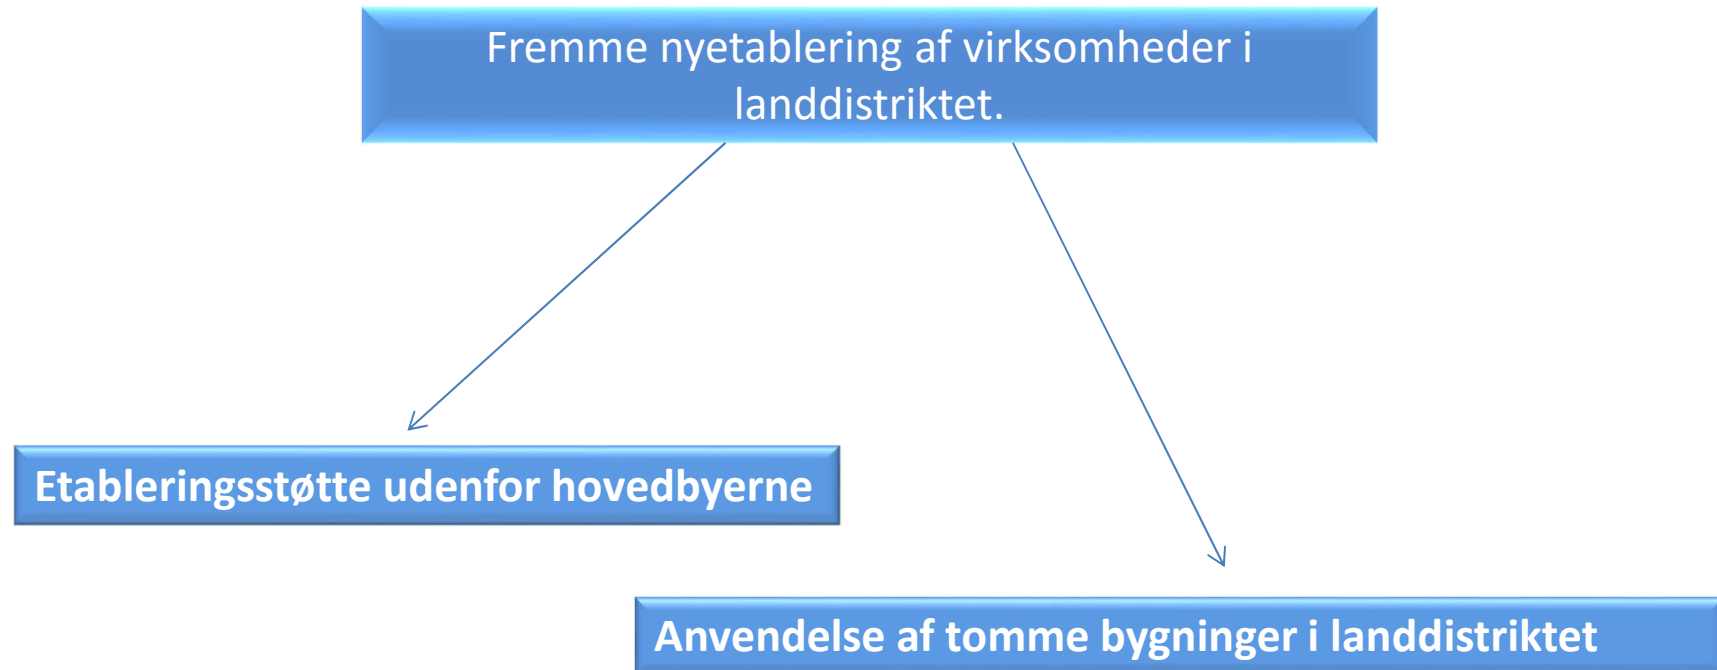 Fremme nyetablering af virksomheder i
landdistriktet.
Etableringsstøtte udenfor hovedbyerne
Anvendelse af tomme bygninger i landdistriktet